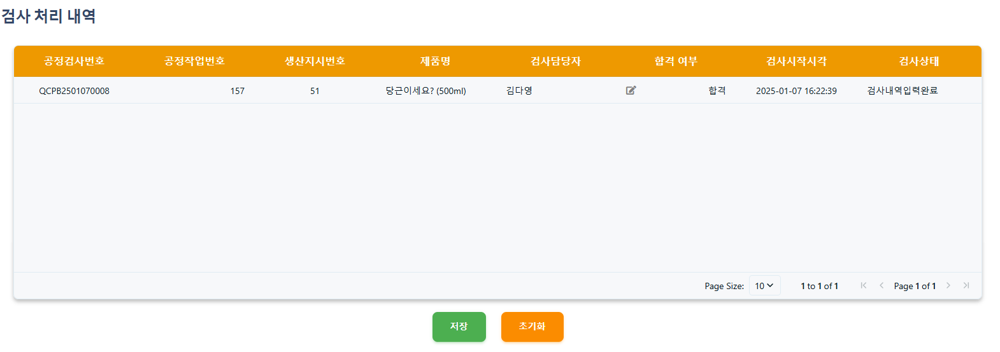 검사 처리 내역
공정검사번호 공정작업번호 생산지시번호 제품명 검사담당자 합격 여부 검사시작시각 검사상태
QCPB2501070008 157 51 당근이세요? (500ml) 김다영 합격 2025-01-07 16:22:39 검사내역입력완료
Page Size: 10 1 to 1 of 1 Page 1 of 1
저장 초기화